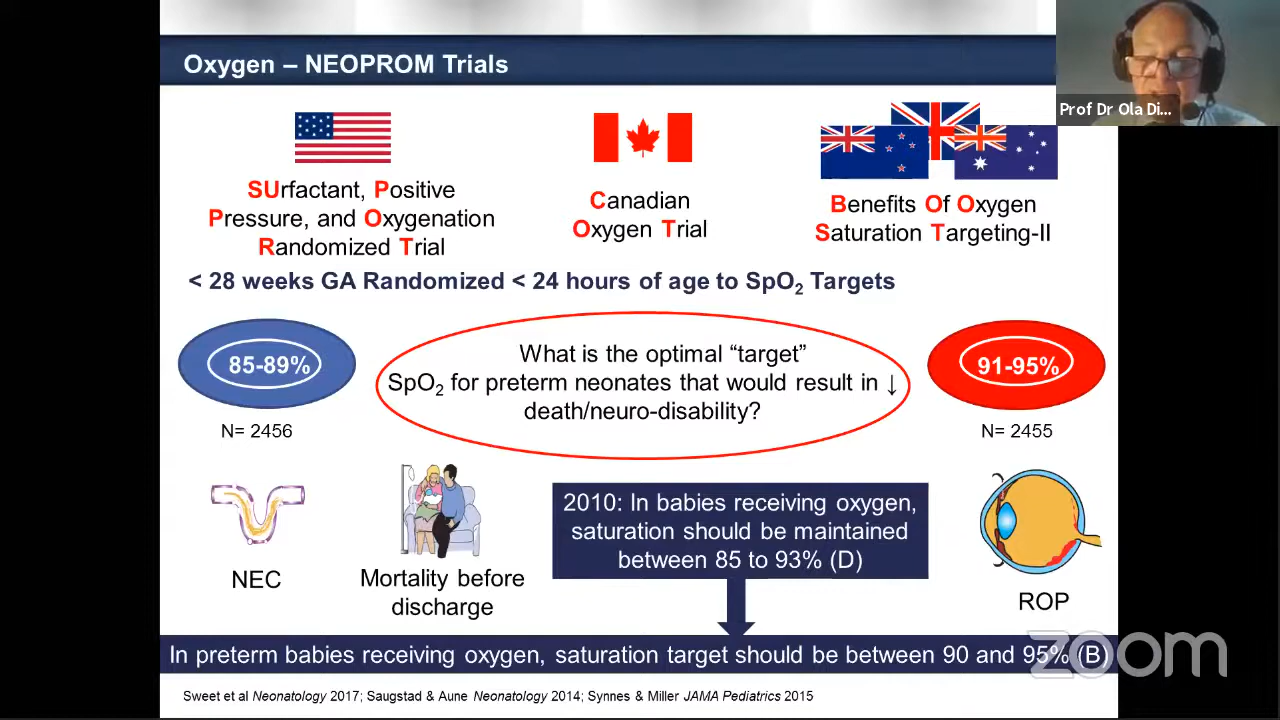 Oxygen – NEOPROM Trials
Prof Dr Ola Di...
SUrfactant, Positive
Pressure, and Oxygenation
Randomized Trial
Canadian
Oxygen Trial
Benefits Of Oxygen
Saturation Targeting-II
< 28 weeks GA Randomized < 24 hours of age to SpO2 Targets
85-89%
N= 2456
What is the optimal “target”
SpO2 for preterm neonates that would result in ↓
death/neuro-disability?
91-95%
N= 2455
NEC
Mortality before
discharge
2010: In babies receiving oxygen,
saturation should be maintained
between 85 to 93% (D)
ROP
In preterm babies receiving oxygen, saturation target should be between 90 and 95% (B)
zoom
Sweet et al Neonatology 2017; Saugstad & Aune Neonatology 2014; Synnes & Miller JAMA Pediatrics 2015